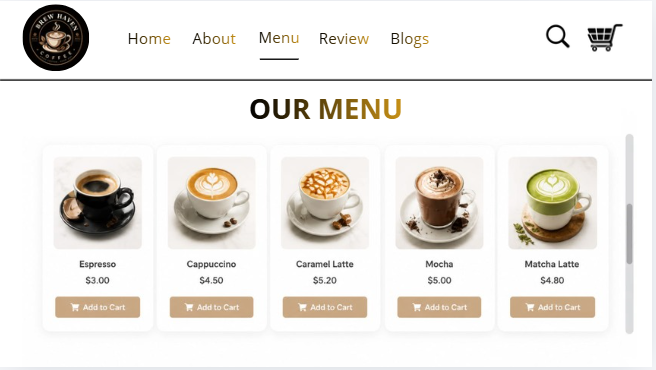 BREW HAVEN
COFFEE
Home About Menu Review Blogs
OUR MENU
Espresso Cappuccino Caramel Latte Mocha Matcha Latte
$3.00 $4.50 $5.20 $5.00 $4.80
Add to Cart Add to Cart Add to Cart Add to Cart Add to Cart